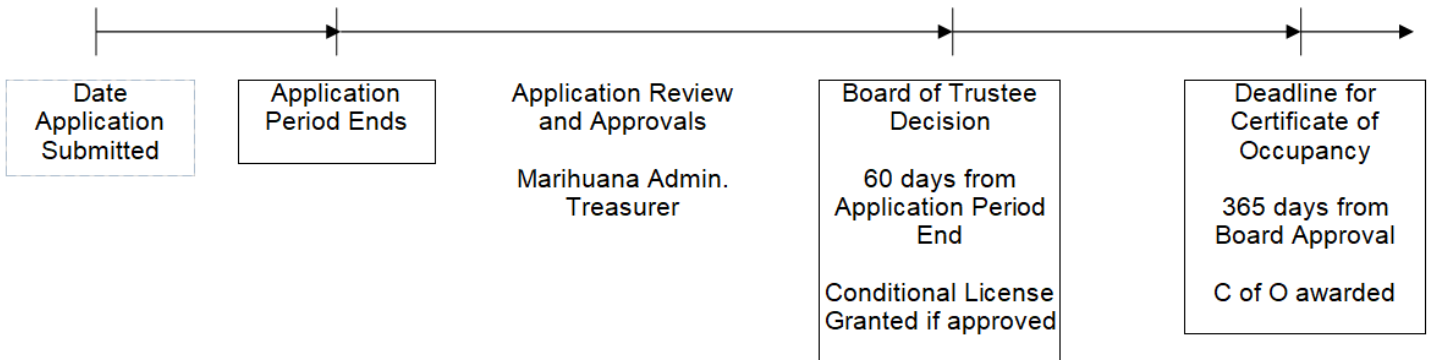 Date
Application
Submitted
Application
Period Ends
Application Review
and Approvals
Marihuana Admin.
Treasurer
Board of Trustee
Decision
60 days from
Application Period
End
Conditional License
Granted if approved
Deadline for
Certificate of
Occupancy
365 days from
Board Approval
C of O awarded